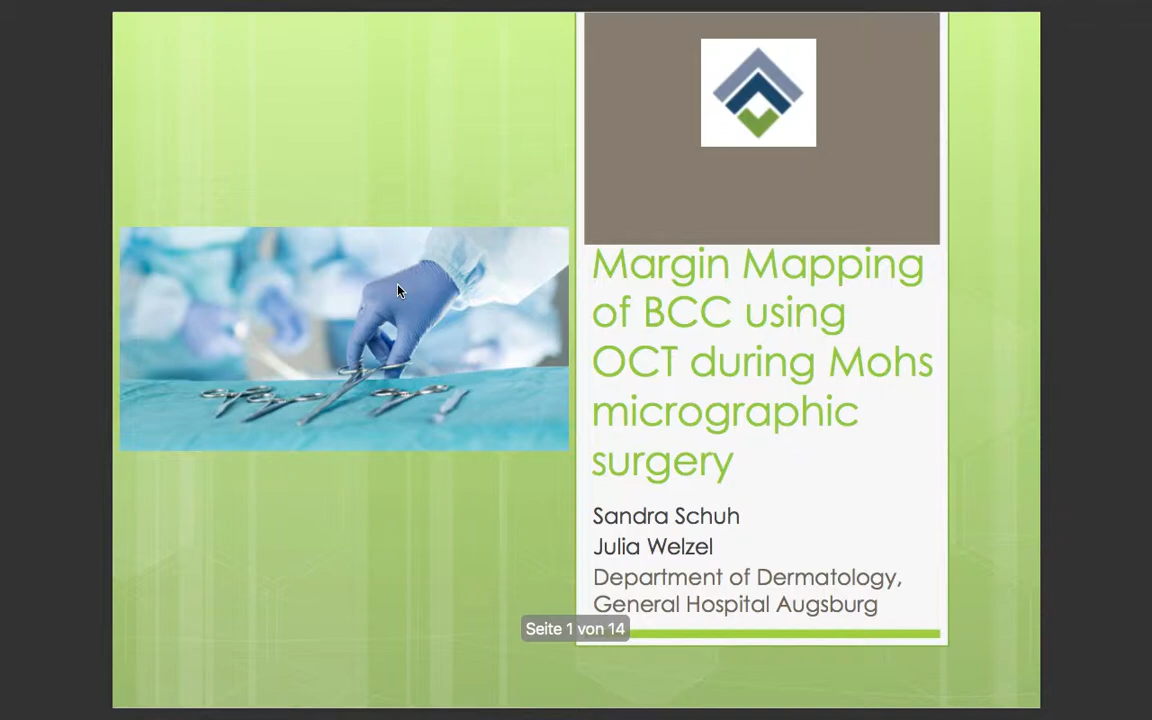 Margin Mapping
of BCC using
OCT during Mohs
micrographic
surgery
Sandra Schuh
Julia Welzel
Department of Dermatology,
General Hospital Augsburg
Seite 1 von 14